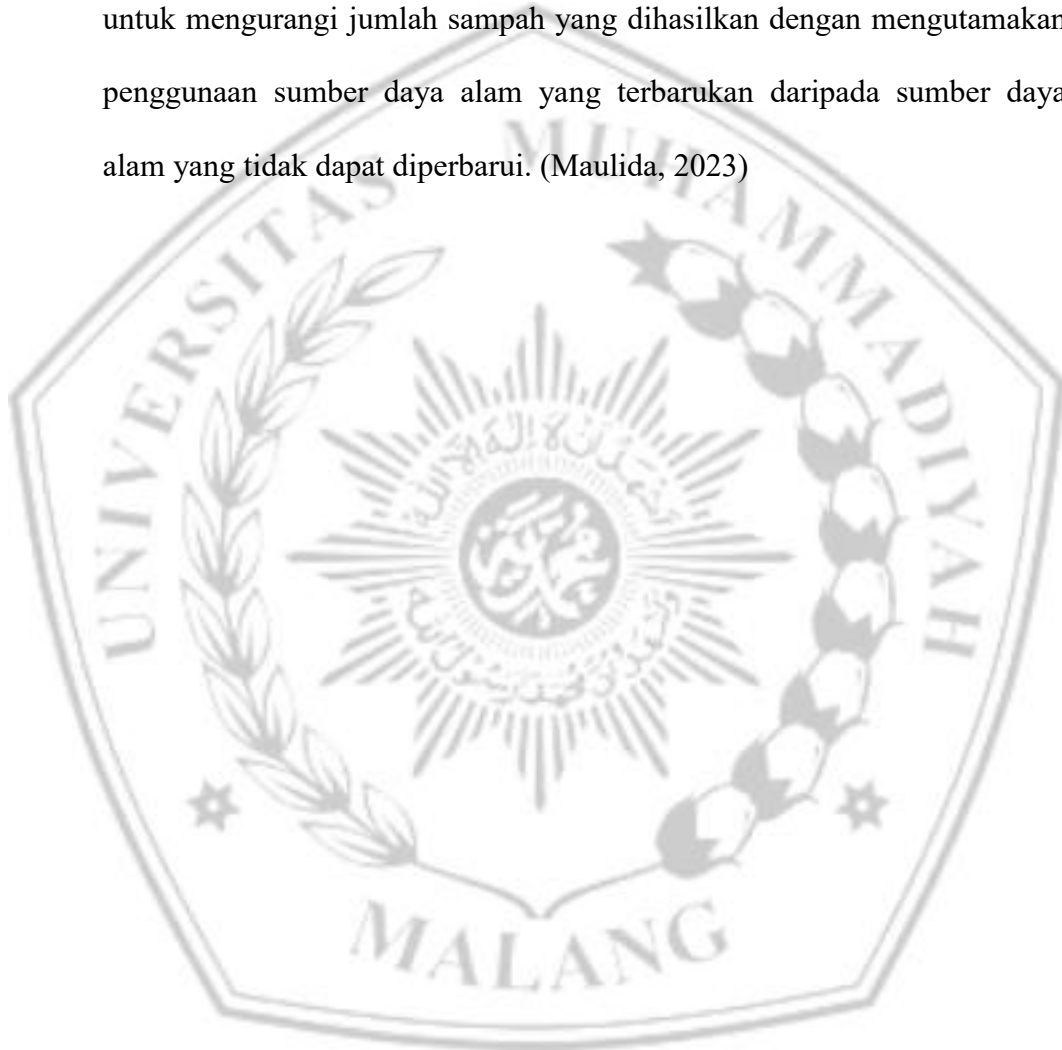 untuk mengurangi jumlah sampah yang dihasilkan dengan mengutamakan
penggunaan sumber daya alam yang terbarukan daripada sumber daya
alam yang tidak dapat diperbarui. (Maulida, 2023)
UNIVERSITAS MUHAMMADIYAH
MALANG